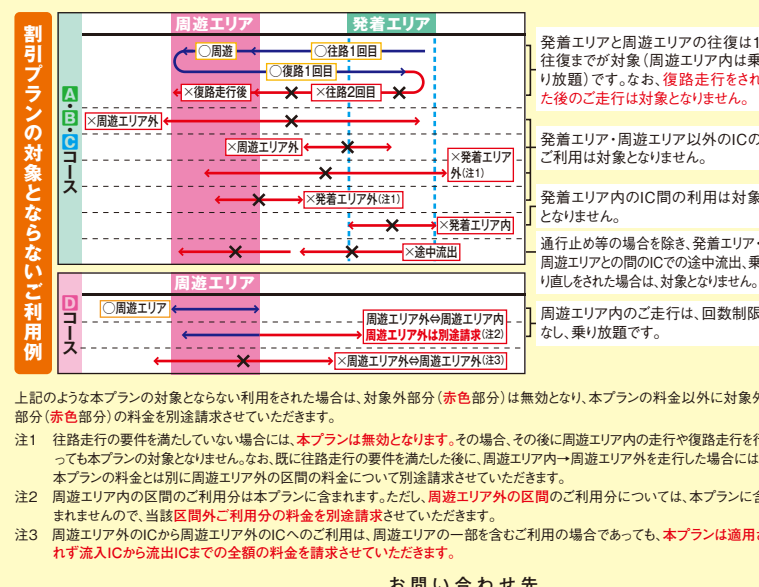 割引プランの対象とならないご利用例
周遊エリア 発着エリア
A・B・Cコース
○周遊 ○往路1回目
○復路1回目
×復路走行後 ×往路2回目
×周遊エリア外
×周遊エリア外
×発着エリア
外(注1)
×発着エリア外(注1)
×発着エリア内
×途中流出
発着エリアと周遊エリアの往復は1
往復までが対象(周遊エリア内は乗
り放題)です。なお、復路走行をされ
た後のご走行は対象となりません。
発着エリア・周遊エリア以外のICの
ご利用は対象となりません。
発着エリア内のIC間の利用は対象
となりません。
通行止め等の場合を除き、発着エリア・
周遊エリアとの間のICでの途中流出、乗
り直しをされた場合は、対象となりません。
周遊エリア
Dコース
○周遊エリア
周遊エリア外⇔周遊エリア内
周遊エリア外は別途請求(注2)
×周遊エリア外⇔周遊エリア外(注3)
周遊エリア内のご走行は、回数制限
なし、乗り放題です。
上記のような本プランの対象とならない利用をされた場合は、対象外部分(赤色部分)は無効となり、本プランの料金以外に対象外
部分(赤色部分)の料金を別途請求させていただきます。
注1 往路走行の要件を満たしていない場合には、本プランは無効となります。その場合、その後に周遊エリア内の走行や復路走行を行
っても本プランの対象となりません。なお、既に往路走行の要件を満たした後に、周遊エリア内→周遊エリア外を走行した場合には
本プランの料金とは別に周遊エリア外の区間の料金について別途請求させていただきます。
注2 周遊エリア内の区間のご利用分は本プランに含まれます。ただし、周遊エリア外の区間のご利用分については、本プランに含
まれませんので、当該区間外ご利用分の料金を別途請求させていただきます。
注3 周遊エリア外のICから周遊エリア外のICへのご利用は、周遊エリアの一部を含むご利用の場合であっても、本プランは適用さ
れず流入ICから流出ICまでの全額の料金を請求させていただきます。
お問い合わせ先